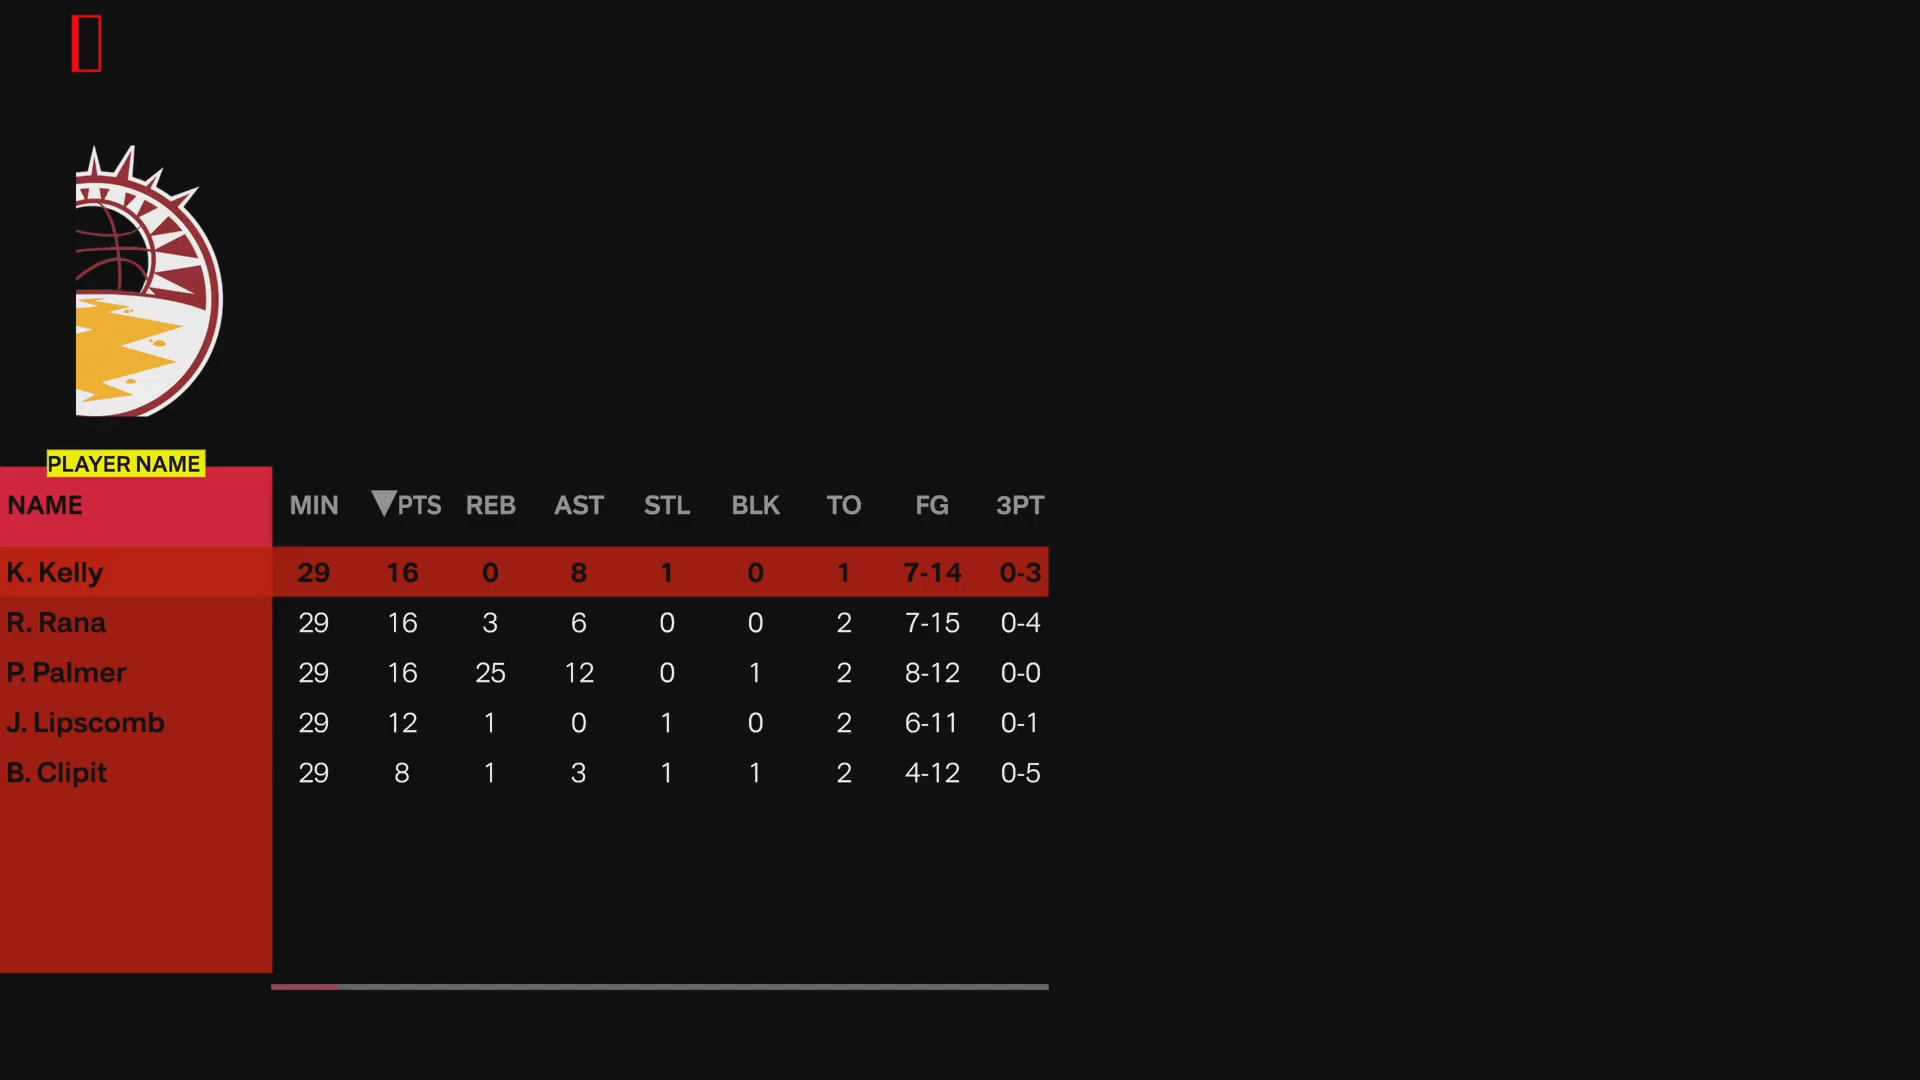 PLAYER NAME
NAME MIN ▼PTS REB AST STL BLK TO FG 3PT
K. Kelly 29 16 0 8 1 0 1 7-14 0-3
R. Rana 29 16 3 6 0 0 2 7-15 0-4
P. Palmer 29 16 25 12 0 1 2 8-12 0-0
J. Lipscomb 29 12 1 0 1 0 2 6-11 0-1
B. Clipit 29 8 1 3 1 1 2 4-12 0-5